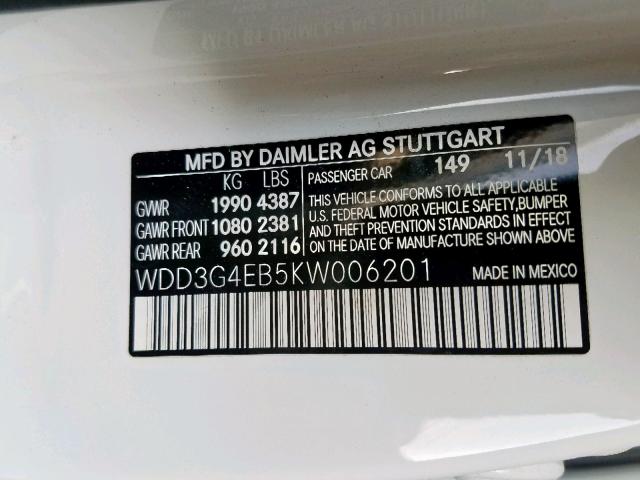 MFD BY DAIMLER AG STUTTGART
KG LBS
GVWR 1990 4387
GAWR FRONT 1080 2381
GAWR REAR 960 2116
PASSENGER CAR 149 11/18
THIS VEHICLE CONFORMS TO ALL APPLICABLE
U.S. FEDERAL MOTOR VEHICLE SAFETY,BUMPER
AND THEFT PREVENTION STANDARDS IN EFFECT
ON THE DATE OF MANUFACTURE SHOWN ABOVE
WDD3G4EB5KW006201 MADE IN MEXICO